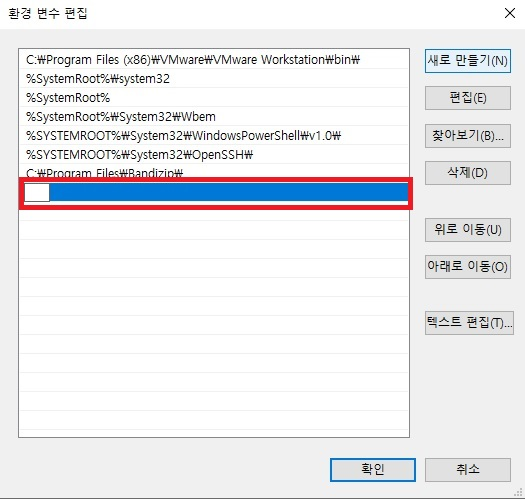 환경 변수 편집
C:₩Program Files (x86)₩VMware₩VMware Workstation₩bin₩
%SystemRoot%₩system32
%SystemRoot%
%SystemRoot%₩System32₩Wbem
%SYSTEMROOT%₩System32₩WindowsPowerShell₩v1.0₩
%SYSTEMROOT%₩System32₩OpenSSH₩
C:₩Program Files₩Bandizip₩
새로 만들기(N)
편집(E)
찾아보기(B)...
삭제(D)
위로 이동(U)
아래로 이동(O)
텍스트 편집(T)...
확인
취소